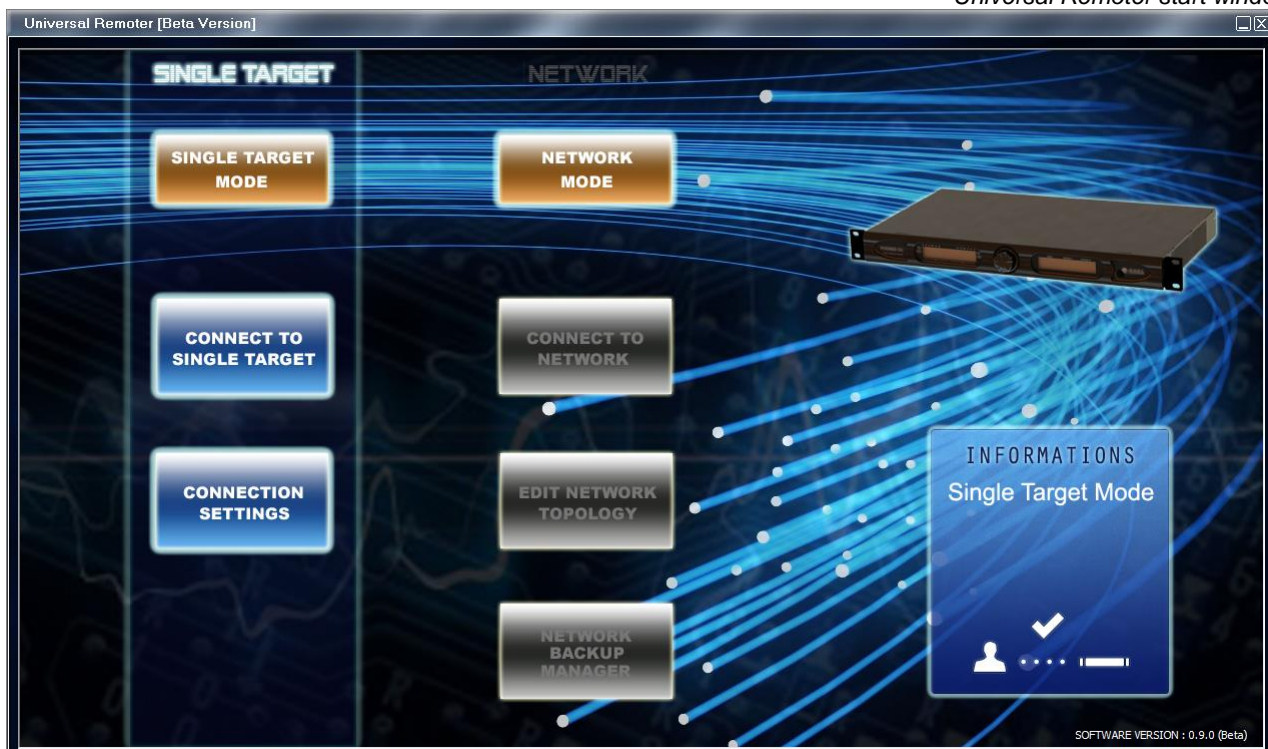 Universal Remoter start windo
Universal Remoter [Beta Version]
SINGLE TARGET
NETWORK
SINGLE TARGET
MODE
NETWORK
MODE
CONNECT TO
SINGLE TARGET
CONNECT TO
NETWORK
CONNECTION
SETTINGS
EDIT NETWORK
TOPOLOGY
NETWORK
BACKUP
MANAGER
INFORMATIONS
Single Target Mode
SOFTWARE VERSION : 0.9.0 (Beta)